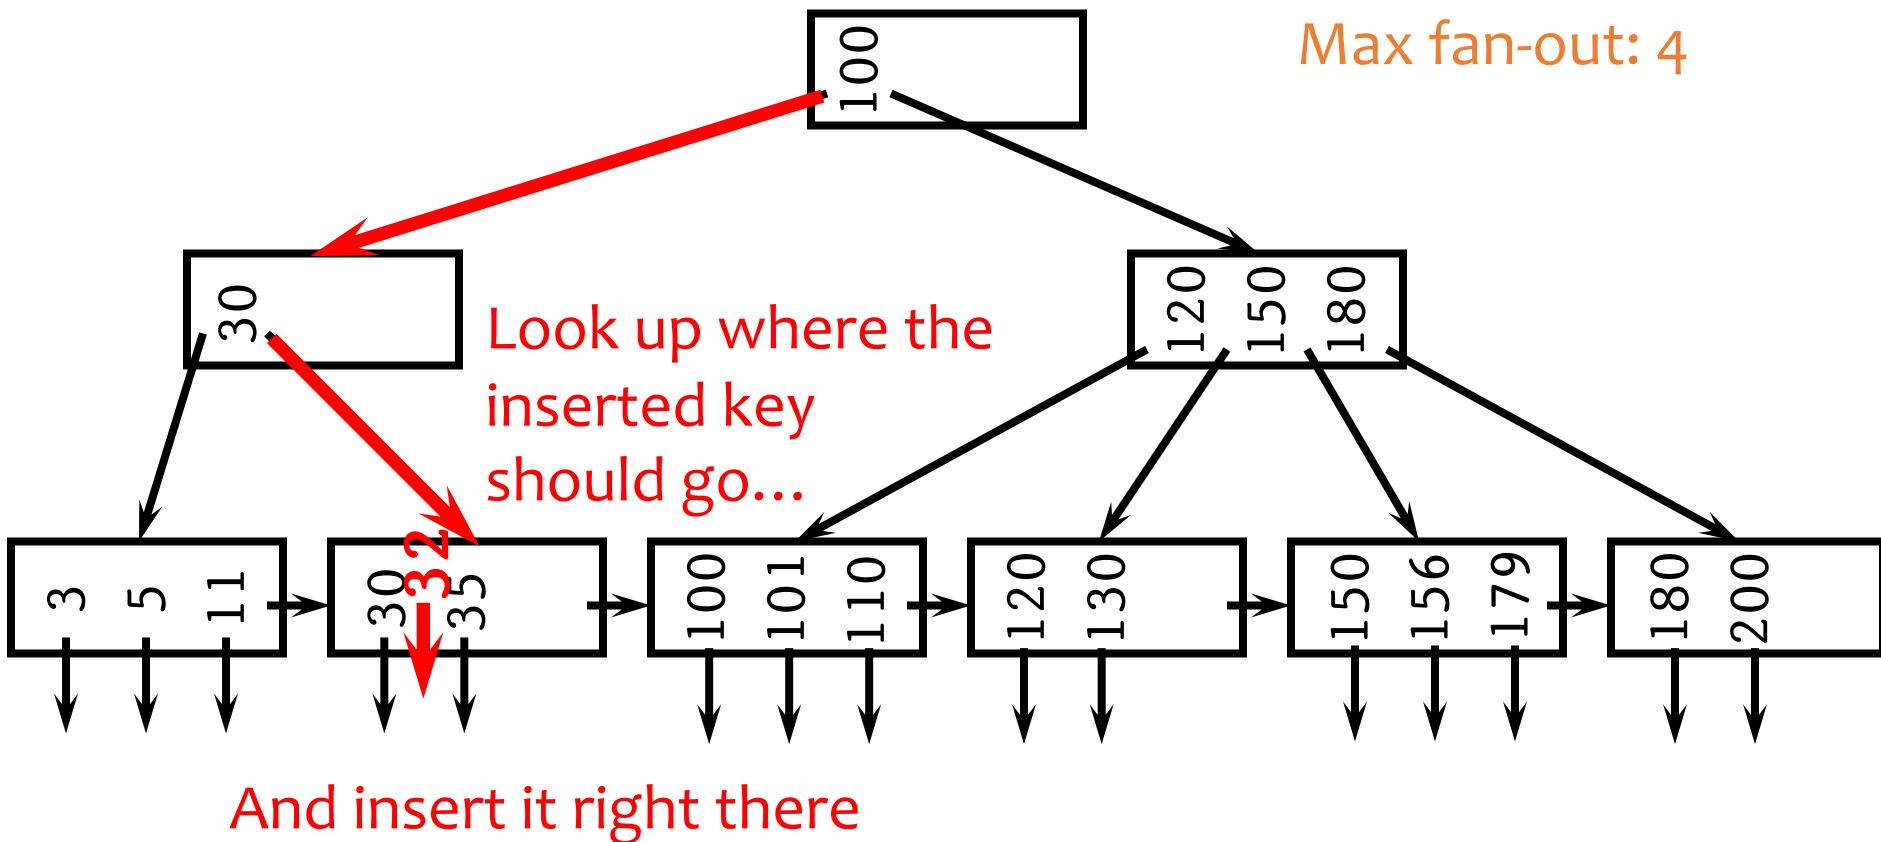 Max fan-out: 4
100
30
120 150 180
Look up where the
inserted key
should go...
3 5 11
30 32 35
100 101 110
120 130
150 156 179
180 200
And insert it right there